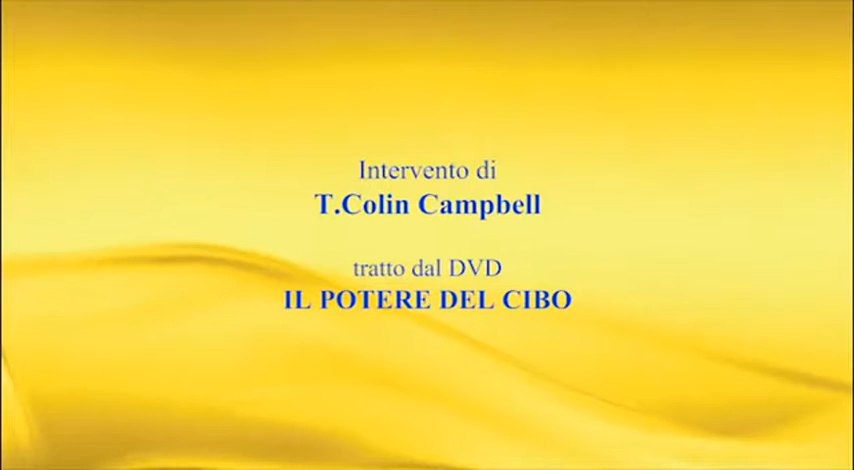 Intervento di
T.Colin Campbell
tratto dal DVD
IL POTERE DEL CIBO